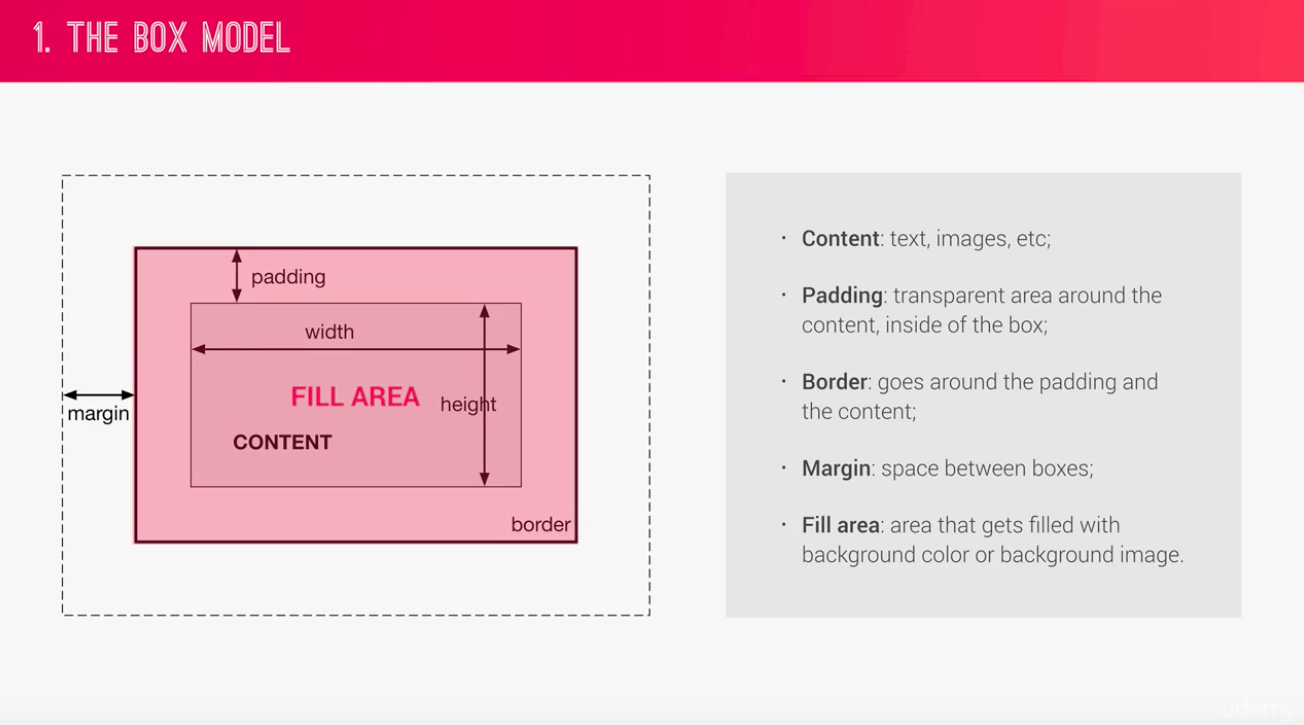 1. THE BOX MODEL
padding
width
FILL AREA
height
margin
CONTENT
border
· Content: text, images, etc;
· Padding: transparent area around the
content, inside of the box;
· Border: goes around the padding and
the content;
· Margin: space between boxes;
· Fill area: area that gets filled with
background color or background image.
udemy